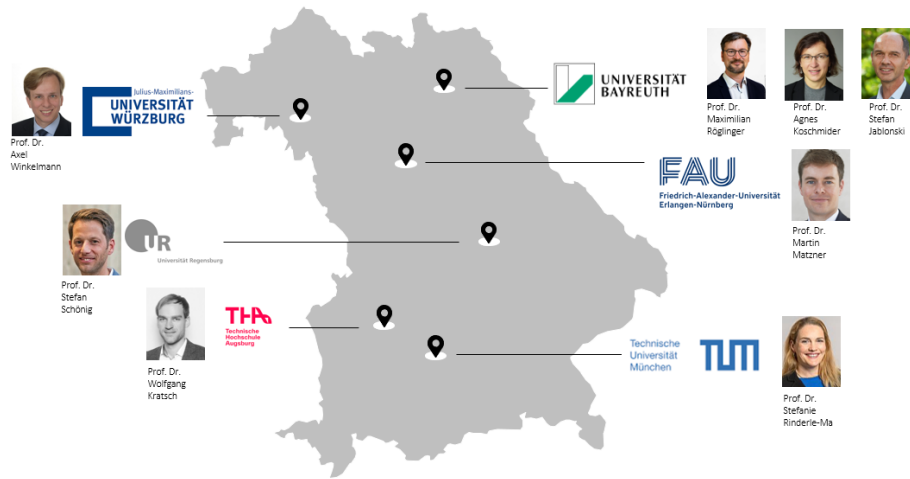 Julius-Maximilians-
UNIVERSITÄT
WÜRZBURG
Prof. Dr.
Axel
Winkelmann
UNIVERSITÄT
BAYREUTH
Prof. Dr.
Maximilian
Röglinger
Prof. Dr.
Agnes
Koschmider
Prof. Dr.
Stefan
Jablonski
FAU
Friedrich-Alexander-Universität
Erlangen-Nürnberg
Prof. Dr.
Martin
Matzner
UR
Universität Regensburg
Prof. Dr.
Stefan
Schönig
THA
Technische
Hochschule
Augsburg
Prof. Dr.
Wolfgang
Kratsch
Technische
Universität
München
TUM
Prof. Dr.
Stefanie
Rinderle-Ma